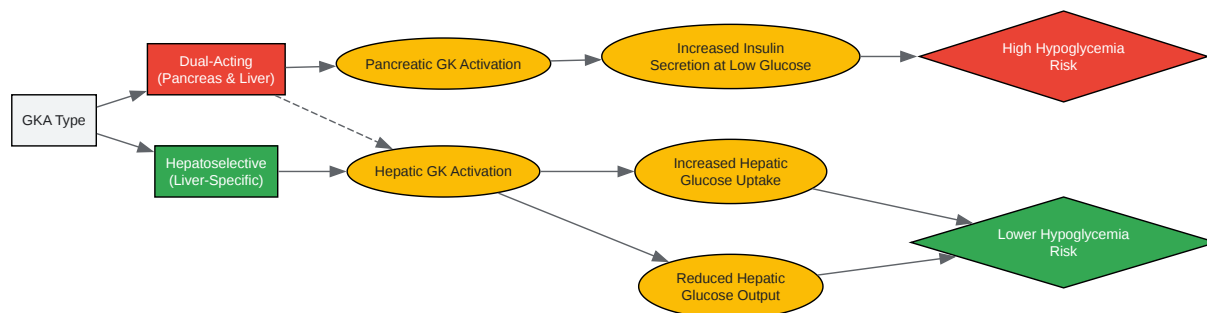 GKA Type
Dual-Acting
(Pancreas & Liver)
Pancreatic GK Activation
Increased Insulin
Secretion at Low Glucose
High Hypoglycemia
Risk
Hepatoselective
(Liver-Specific)
Hepatic GK Activation
Increased Hepatic
Glucose Uptake
Reduced Hepatic
Glucose Output
Lower Hypoglycemia
Risk